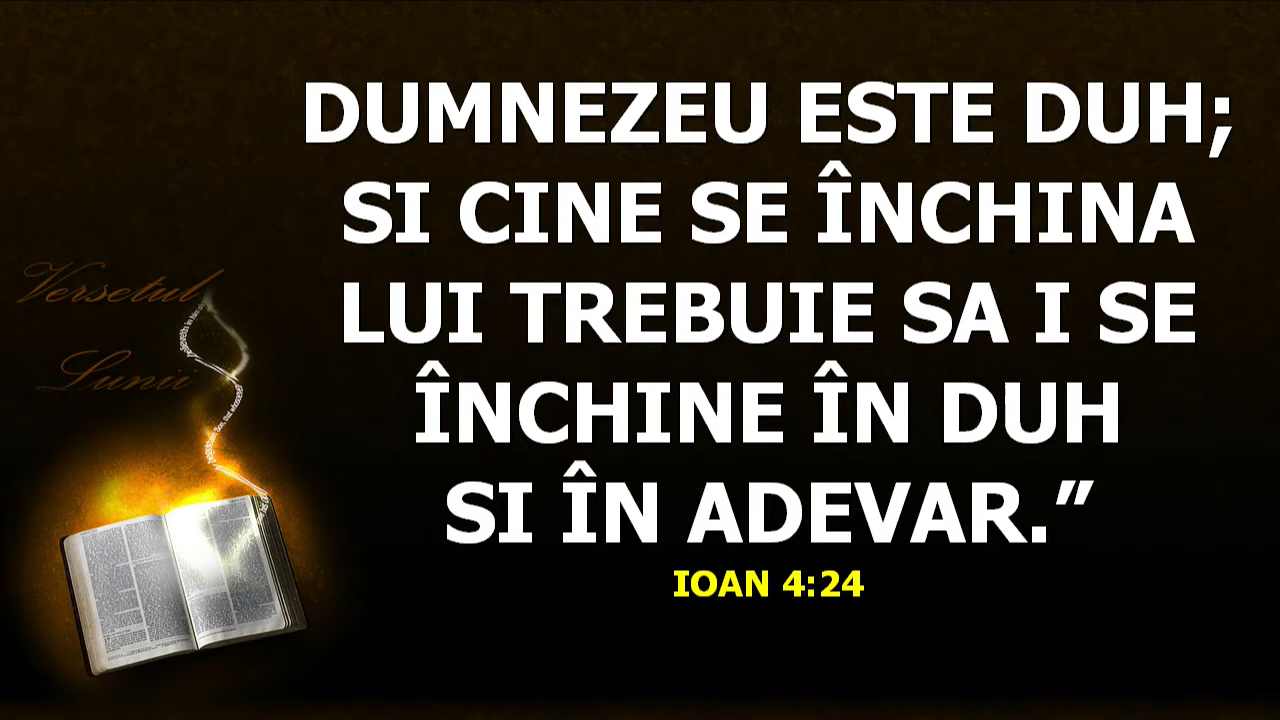 DUMNEZEU ESTE DUH;
SI CINE SE ÎNCHINA
LUI TREBUIE SA I SE
ÎNCHINE ÎN DUH
SI ÎN ADEVAR.”
IOAN 4:24
Versetul
Lunii